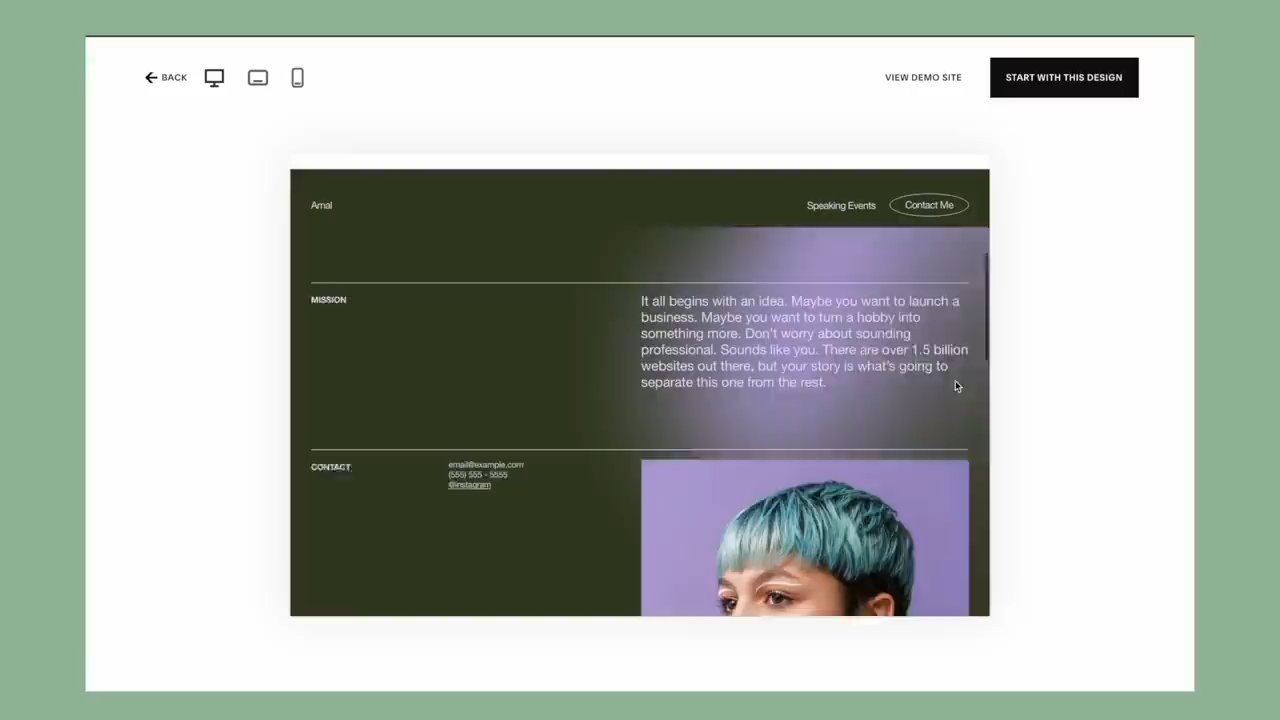 BACK
VIEW DEMO SITE
START WITH THIS DESIGN
Amal
Speaking Events
Contact Me
MISSION
It all begins with an idea. Maybe you want to launch a
business. Maybe you want to turn a hobby into
something more. Don't worry about sounding
professional. Sounds like you. There are over 1.5 billion
websites out there, but your story is what's going to
separate this one from the rest.
CONTACT
email@example.com
(555) 555 - 5555
@instagram